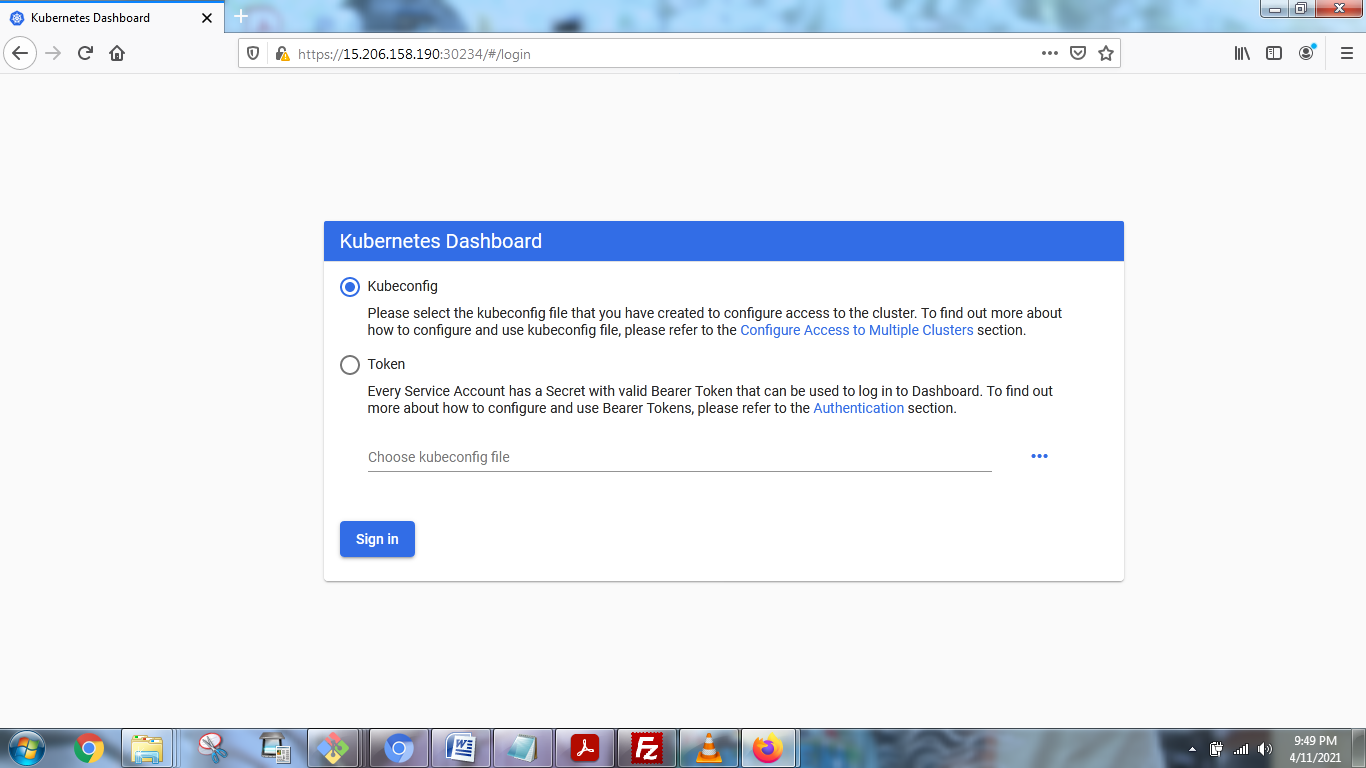 Kubernetes Dashboard
https://15.206.158.190:30234/#/login
Kubernetes Dashboard
Kubeconfig
Please select the kubeconfig file that you have created to configure access to the cluster. To find out more about
how to configure and use kubeconfig file, please refer to the Configure Access to Multiple Clusters section.
Token
Every Service Account has a Secret with valid Bearer Token that can be used to log in to Dashboard. To find out
more about how to configure and use Bearer Tokens, please refer to the Authentication section.
Choose kubeconfig file
Sign in
9:49 PM
4/11/2021